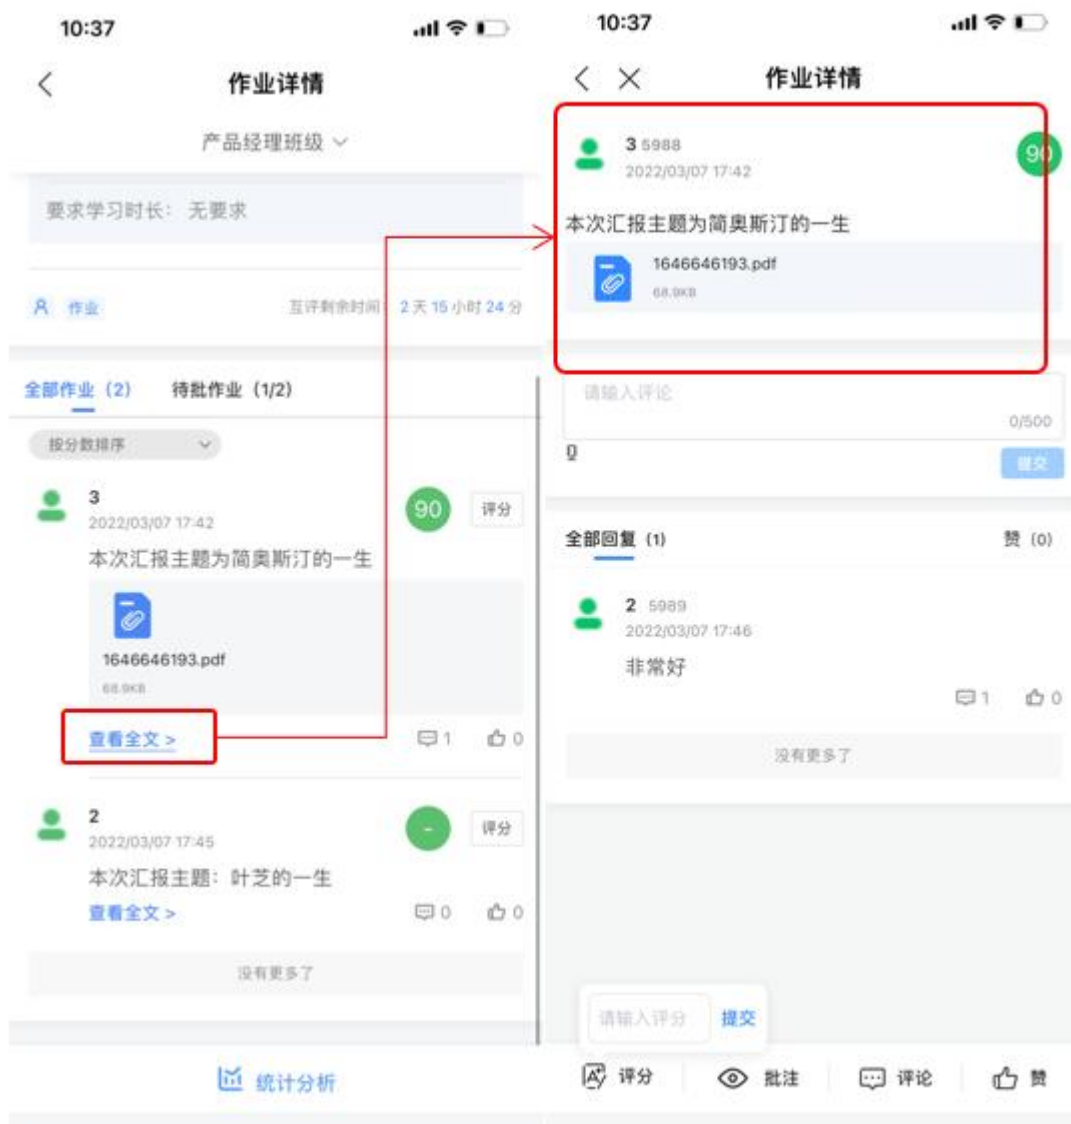 10:37
作业详情
产品经理班级
要求学习时长： 无要求
作业
互评剩余时间： 2 天 15 小时 24 分
全部作业（2）
待批作业（1/2）
按分数排序
3
90
评分
2022/03/07 17:42
本次汇报主题为简奥斯汀的一生
1646646193.pdf
68.9KB
查看全文 >
1
0
2
-
评分
2022/03/07 17:45
本次汇报主题：叶芝的一生
查看全文 >
0
0
没有更多了
统计分析
10:37
作业详情
3 5988
90
2022/03/07 17:42
本次汇报主题为简奥斯汀的一生
1646646193.pdf
68.9KB
请输入评论
0/500
提交
全部回复（1）
赞（0）
2 5989
2022/03/07 17:46
非常好
1
0
没有更多了
请输入评分
提交
评分
批注
评论
赞